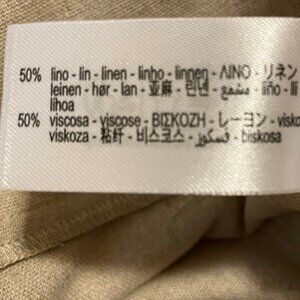 50% lino - lin - linen - linho - linnen - ΛΙΝΟ - リネン
leinen - hør - lan - 亚麻 - 린넨 - liño - li
lihoa
50% viscosa - viscose - ΒΙΣΚΟΖΗ - レーヨン - visko
viskoza - 粘纤 - 비스코스 - فسكوز - biskosa